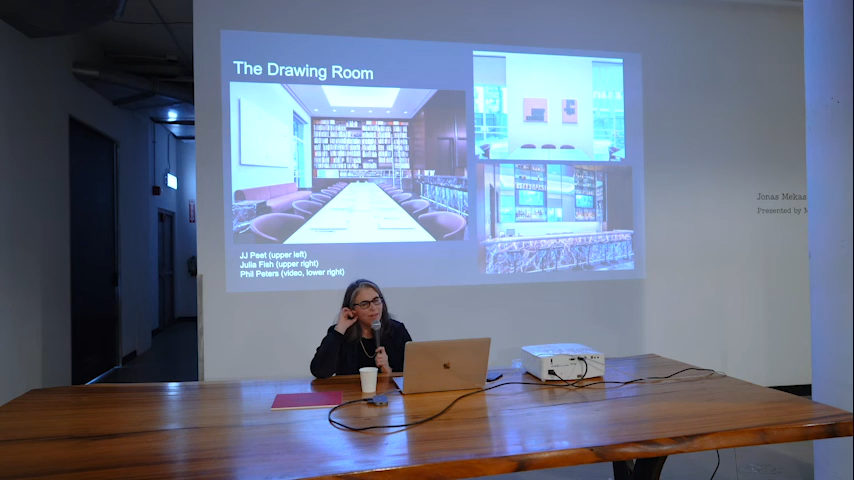 The Drawing Room
JJ Peet (upper left)
Julia Fish (upper right)
Phil Peters (video, lower right)
Jonas Mekas
Presented by